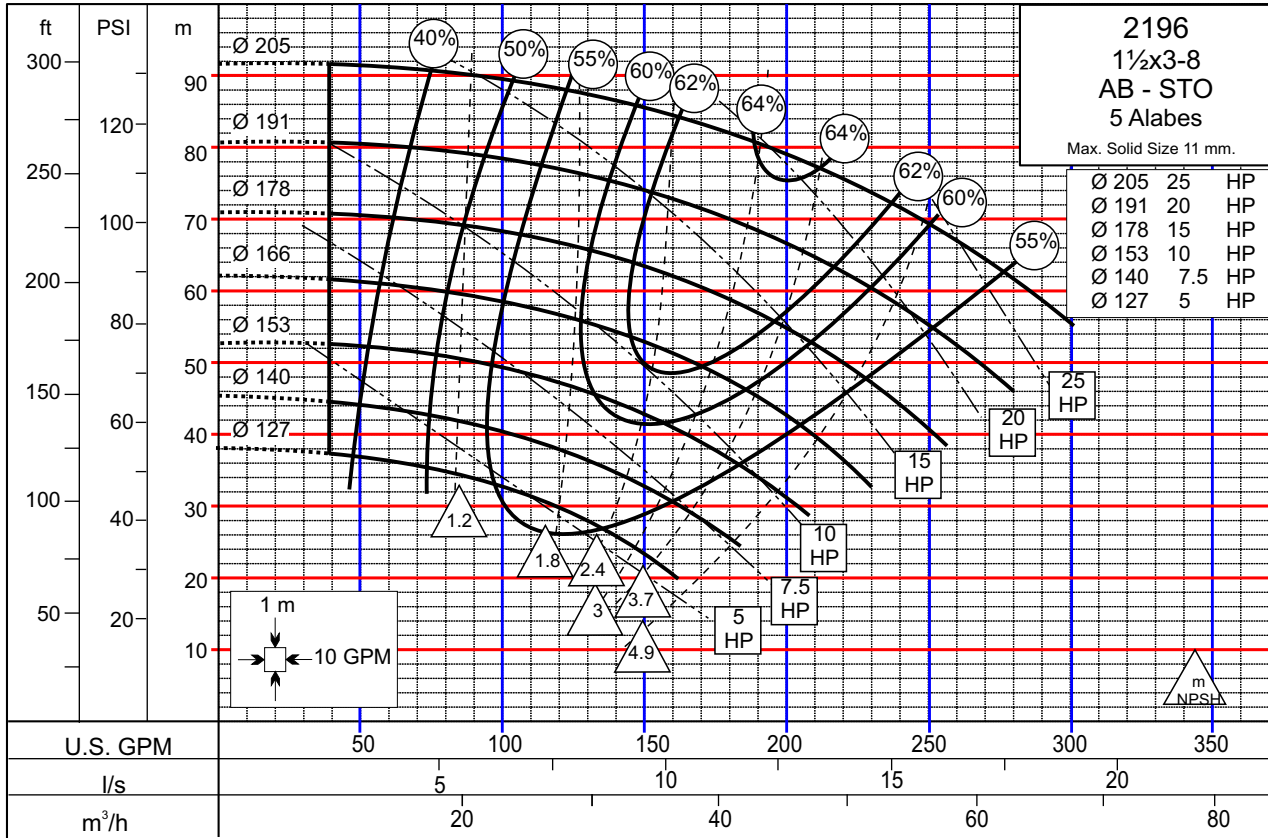 ft PSI m
2196
1½x3-8
AB - STO
5 Alabes
Max. Solid Size 11 mm.
Ø 205 25 HP
Ø 191 20 HP
Ø 178 15 HP
Ø 153 10 HP
Ø 140 7.5 HP
Ø 127 5 HP
300
250
200
150
100
50
120
100
80
60
40
20
90
80
70
60
50
40
30
20
10
Ø 205
Ø 191
Ø 178
Ø 166
Ø 153
Ø 140
Ø 127
40%
50%
55%
60%
62%
64%
64%
62%
60%
55%
25
HP
20
HP
15
HP
10
HP
7.5
HP
5
HP
1.2
1.8
2.4
3
3.7
4.9
1 m
10 GPM
m
NPSH
U.S. GPM 50 100 150 200 250 300 350
l/s 5 10 15 20
m³/h 20 40 60 80